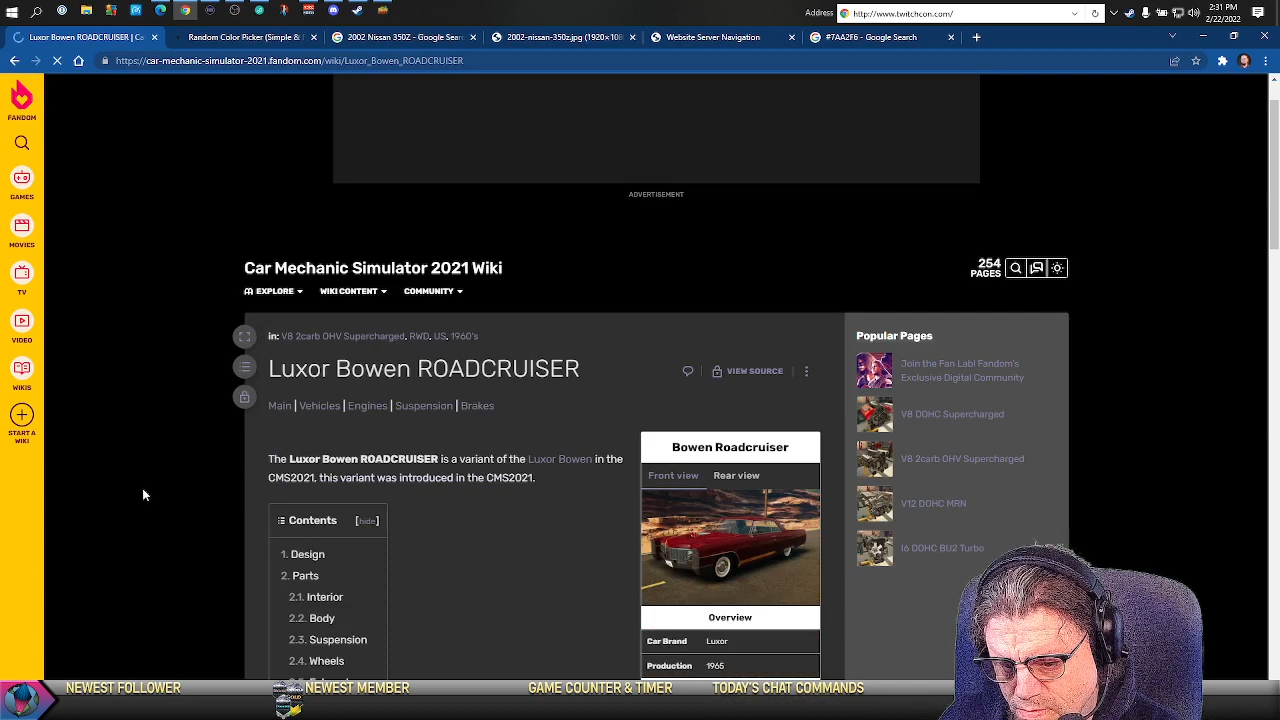 Address
http://www.twitchcon.com/
2:31 PM
2/22/2022
Luxor Bowen ROADCRUISER | Ca
Random Color Picker (Simple & E
2002 Nissan 350Z - Google Searc
2002-nissan-350z.jpg (1920×108
Website Server Navigation
#7AA2F6 - Google Search
https://car-mechanic-simulator-2021.fandom.com/wiki/Luxor_Bowen_ROADCRUISER
FANDOM
GAMES
MOVIES
TV
VIDEO
WIKIS
START A
WIKI
ADVERTISEMENT
Car Mechanic Simulator 2021 Wiki
254
PAGES
EXPLORE
WIKI CONTENT
COMMUNITY
in: V8 2carb OHV Supercharged, RWD, US, 1960's
Luxor Bowen ROADCRUISER
VIEW SOURCE
Main | Vehicles | Engines | Suspension | Brakes
The Luxor Bowen ROADCRUISER is a variant of the Luxor Bowen in the
CMS2021. this variant was introduced in the CMS2021.
Contents [hide]
1. Design
2. Parts
2.1. Interior
2.2. Body
2.3. Suspension
2.4. Wheels
Bowen Roadcruiser
Front view
Rear view
Overview
Car Brand Luxor
Production 1965
Popular Pages
Join the Fan Lab! Fandom's
Exclusive Digital Community
V8 DOHC Supercharged
V8 2carb OHV Supercharged
V12 DOHC MRN
I6 DOHC BU2 Turbo
NEWEST FOLLOWER
NEWEST MEMBER
GAME COUNTER & TIMER
TODAY'S CHAT COMMANDS